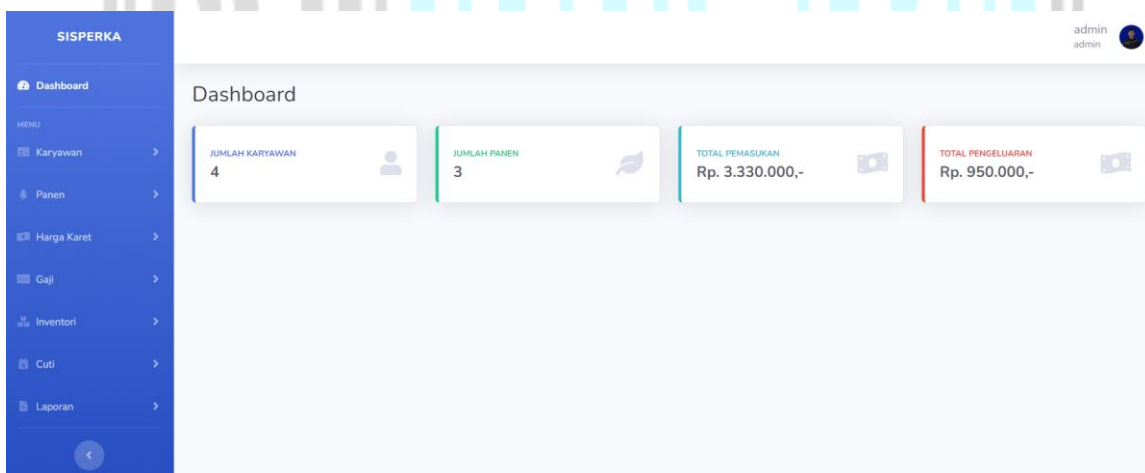 SISPERKA
admin
admin
Dashboard
MENU
Karyawan
Panen
Harga Karet
Gaji
Inventori
Cuti
Laporan
Dashboard
JUMLAH KARYAWAN
4
JUMLAH PANEN
3
TOTAL PEMASUKAN
Rp. 3.330.000,-
TOTAL PENGELUARAN
Rp. 950.000,-